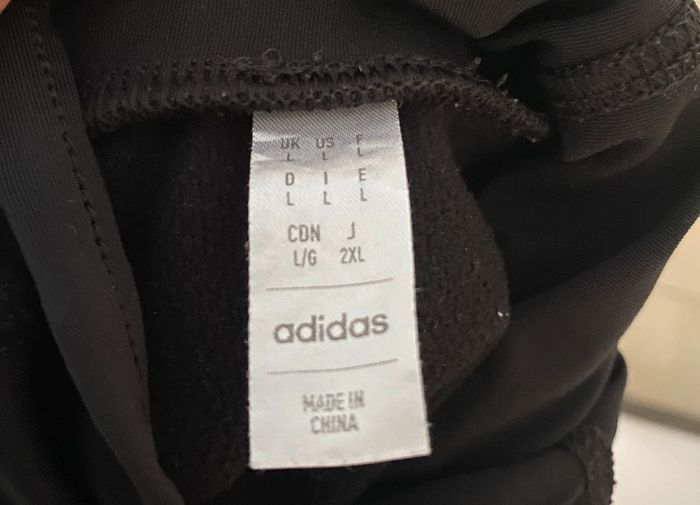 UK US F
L L L
D I E
L L L
CDN J
L/G 2XL
adidas
MADE IN
CHINA